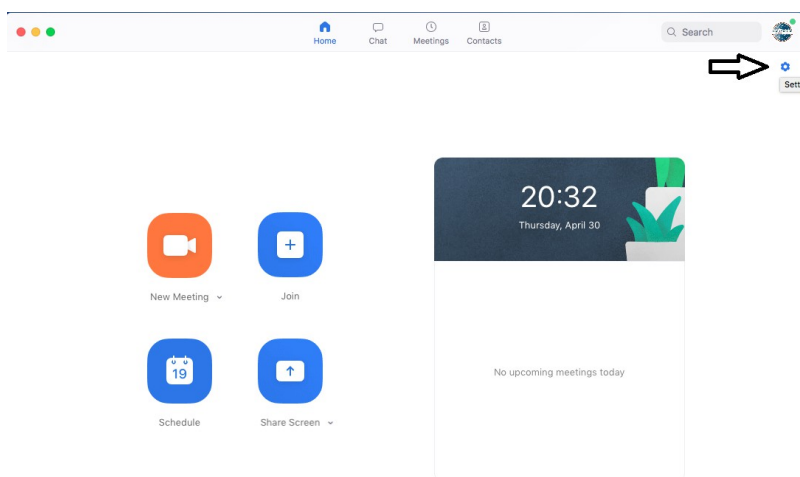 Home
Chat
Meetings
Contacts
Search
Sett
20:32
Thursday, April 30
New Meeting
Join
19
Schedule
Share Screen
No upcoming meetings today